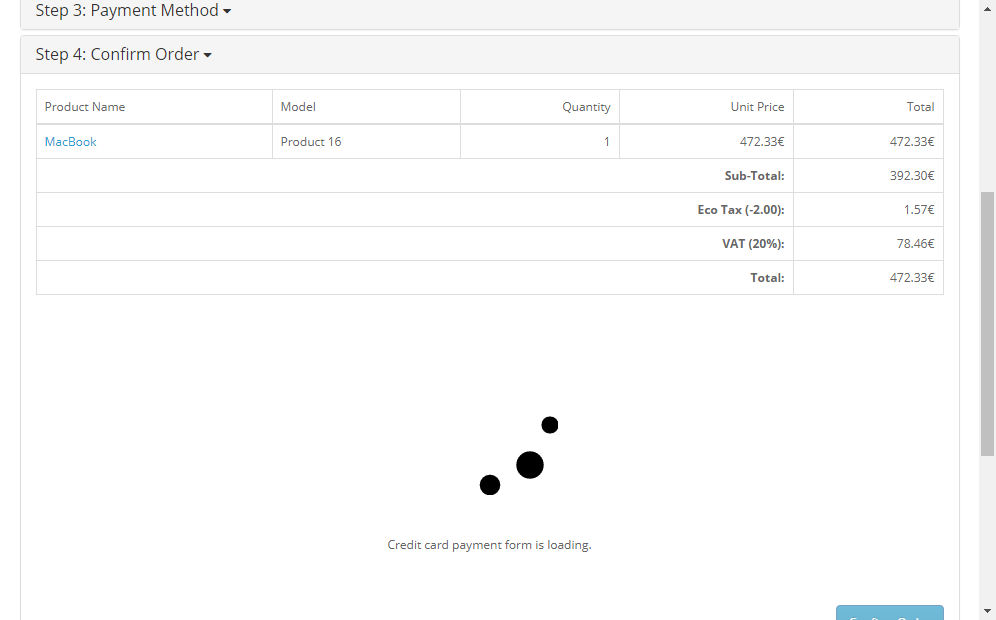 Step 3: Payment Method
Step 4: Confirm Order
Product Name Model Quantity Unit Price Total
MacBook Product 16 1 472.33€ 472.33€
Sub-Total: 392.30€
Eco Tax (-2.00): 1.57€
VAT (20%): 78.46€
Total: 472.33€
Credit card payment form is loading.